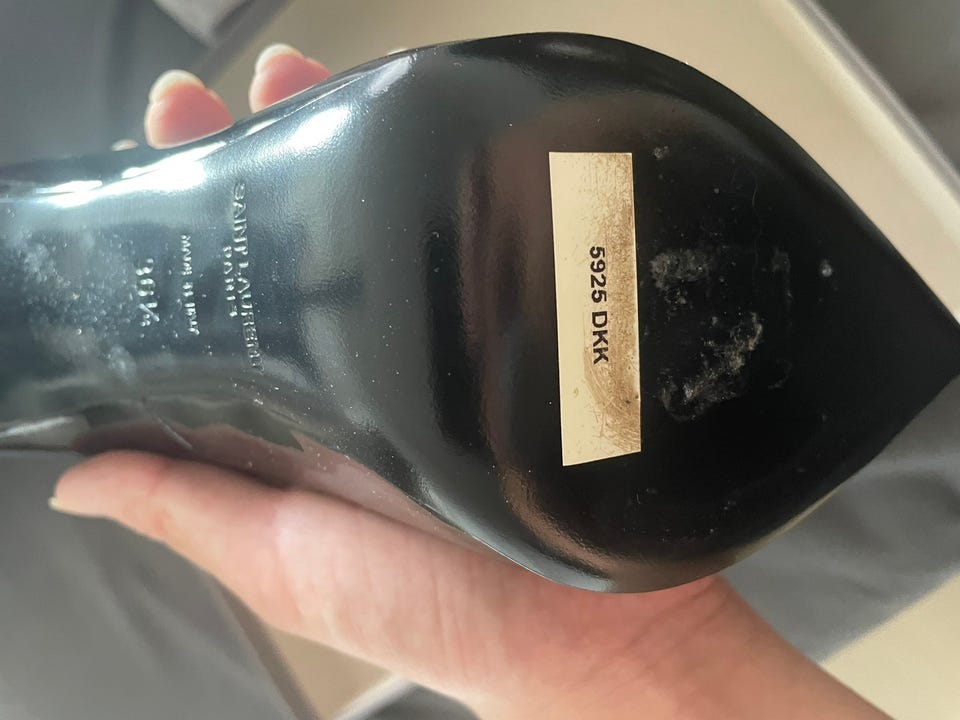 SAINT LAURENT
PARIS
MADE IN ITALY
36½
5925 DKK